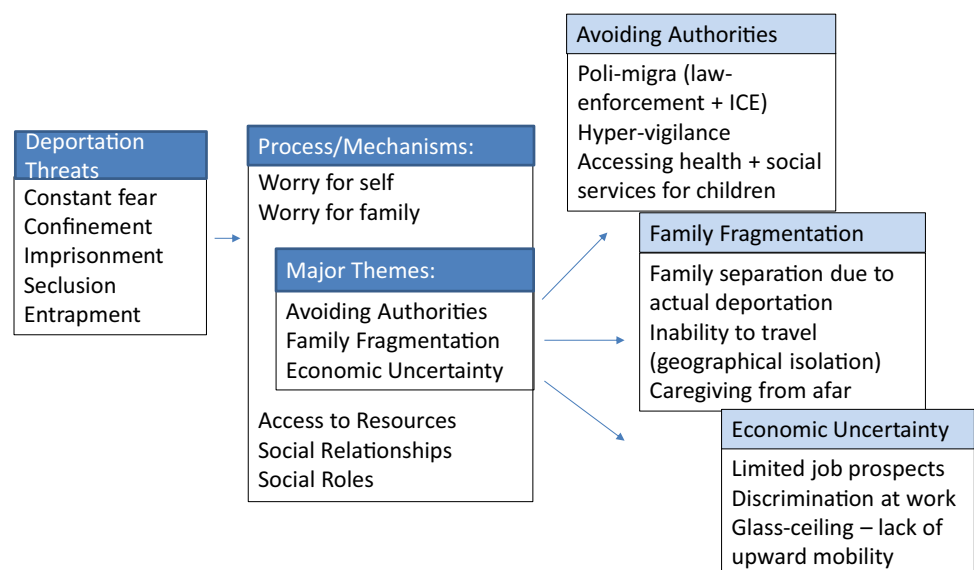 Deportation
Threats
Constant fear
Confinement
Imprisonment
Seclusion
Entrapment
Process/Mechanisms:
Worry for self
Worry for family
Major Themes:
Avoiding Authorities
Family Fragmentation
Economic Uncertainty
Access to Resources
Social Relationships
Social Roles
Avoiding Authorities
Poli-migra (law-
enforcement + ICE)
Hyper-vigilance
Accessing health + social
services for children
Family Fragmentation
Family separation due to
actual deportation
Inability to travel
(geographical isolation)
Caregiving from afar
Economic Uncertainty
Limited job prospects
Discrimination at work
Glass-ceiling – lack of
upward mobility